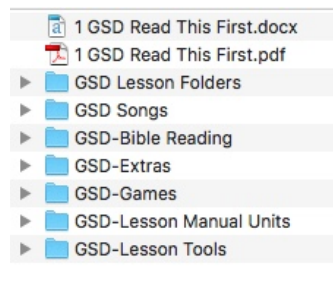 1 GSD Read This First.docx
1 GSD Read This First.pdf
GSD Lesson Folders
GSD Songs
GSD-Bible Reading
GSD-Extras
GSD-Games
GSD-Lesson Manual Units
GSD-Lesson Tools